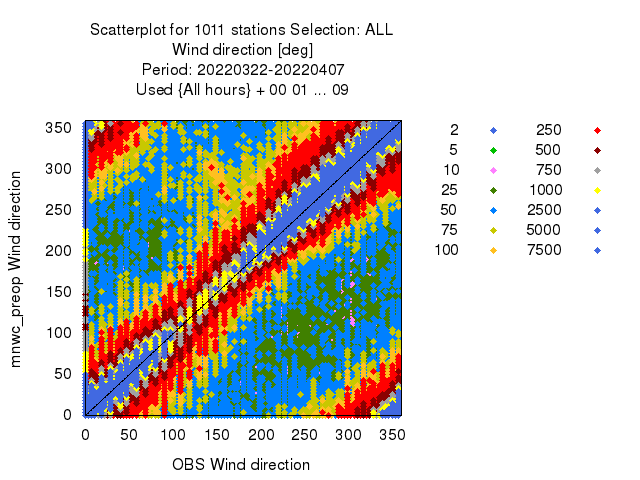 Scatterplot for 1011 stations Selection: ALL
Wind direction [deg]
Period: 20220322-20220407
Used {All hours} + 00 01 ... 09
mnwc_preop Wind direction
350
300
250
200
150
100
50
0
0 50 100 150 200 250 300 350
OBS Wind direction
2 250
5 500
10 750
25 1000
50 2500
75 5000
100 7500